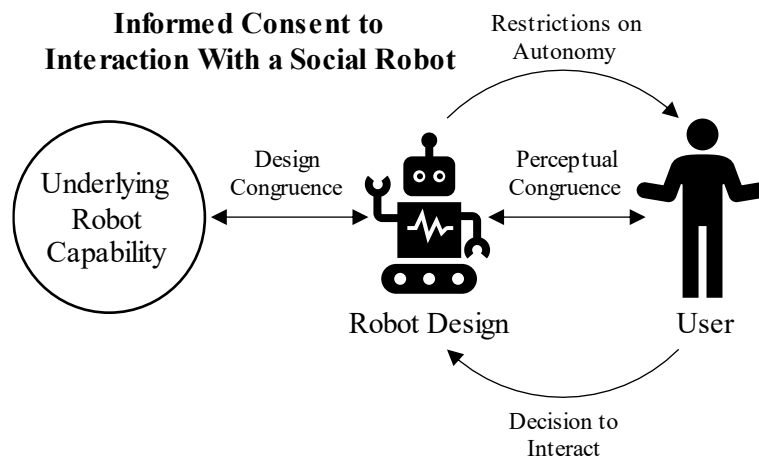 Informed Consent to
Interaction With a Social Robot
Restrictions on
Autonomy
Design
Congruence
Perceptual
Congruence
Underlying
Robot
Capability
Robot Design
User
Decision to
Interact